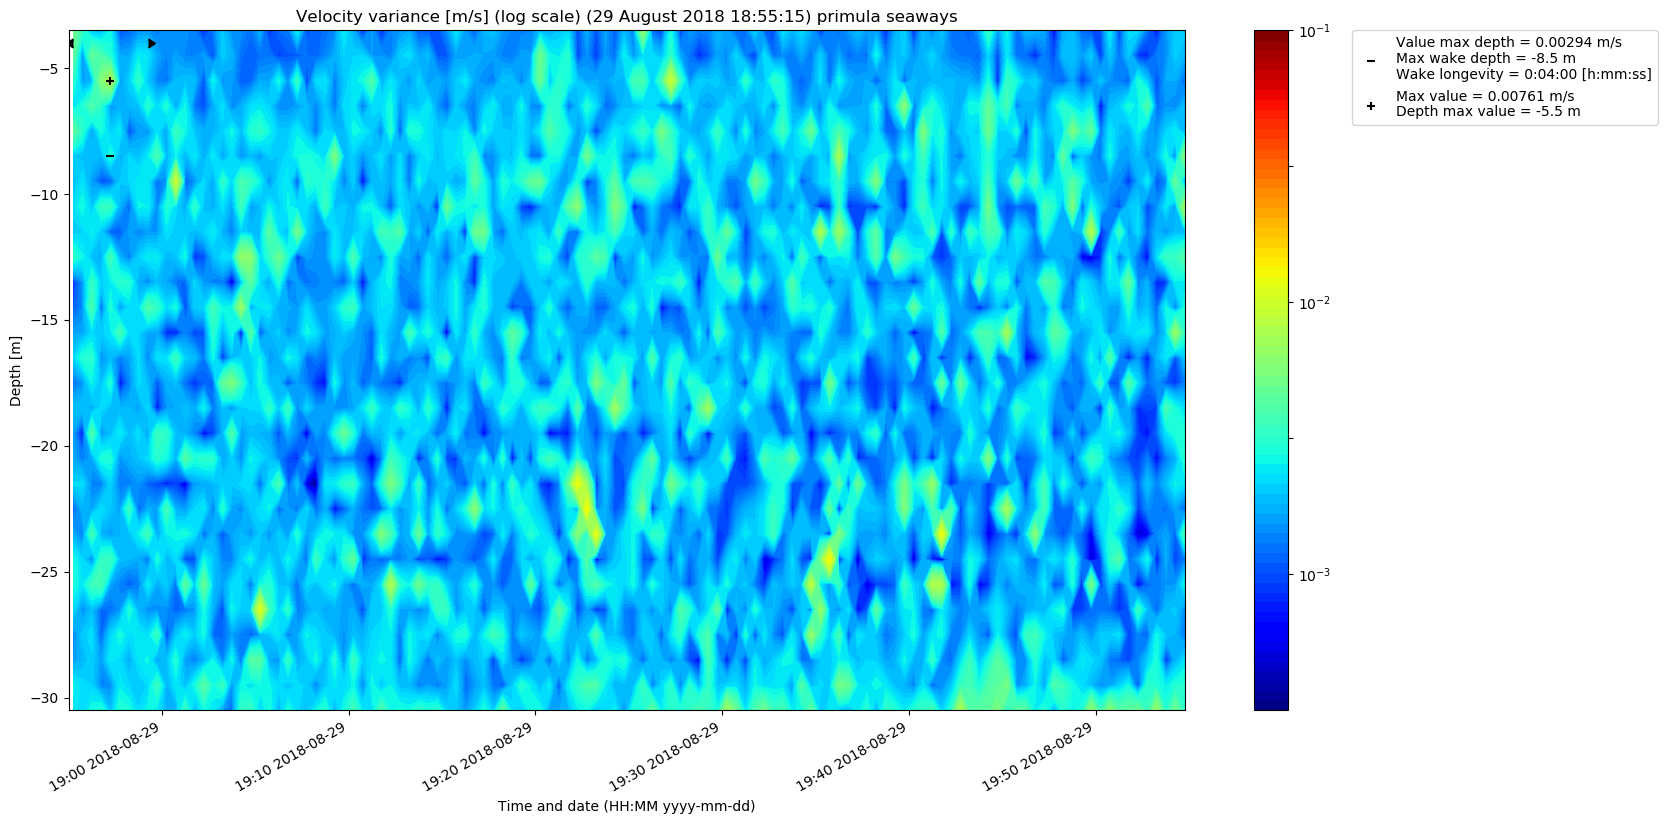 Velocity variance [m/s] (log scale) (29 August 2018 18:55:15) primula seaways
Value max depth = 0.00294 m/s
Max wake depth = -8.5 m
Wake longevity = 0:04:00 [h:mm:ss]
Max value = 0.00761 m/s
Depth max value = -5.5 m
10⁻¹
10⁻²
10⁻³
Depth [m]
−5
−10
−15
−20
−25
−30
19:00 2018-08-29
19:10 2018-08-29
19:20 2018-08-29
19:30 2018-08-29
19:40 2018-08-29
19:50 2018-08-29
Time and date (HH:MM yyyy-mm-dd)